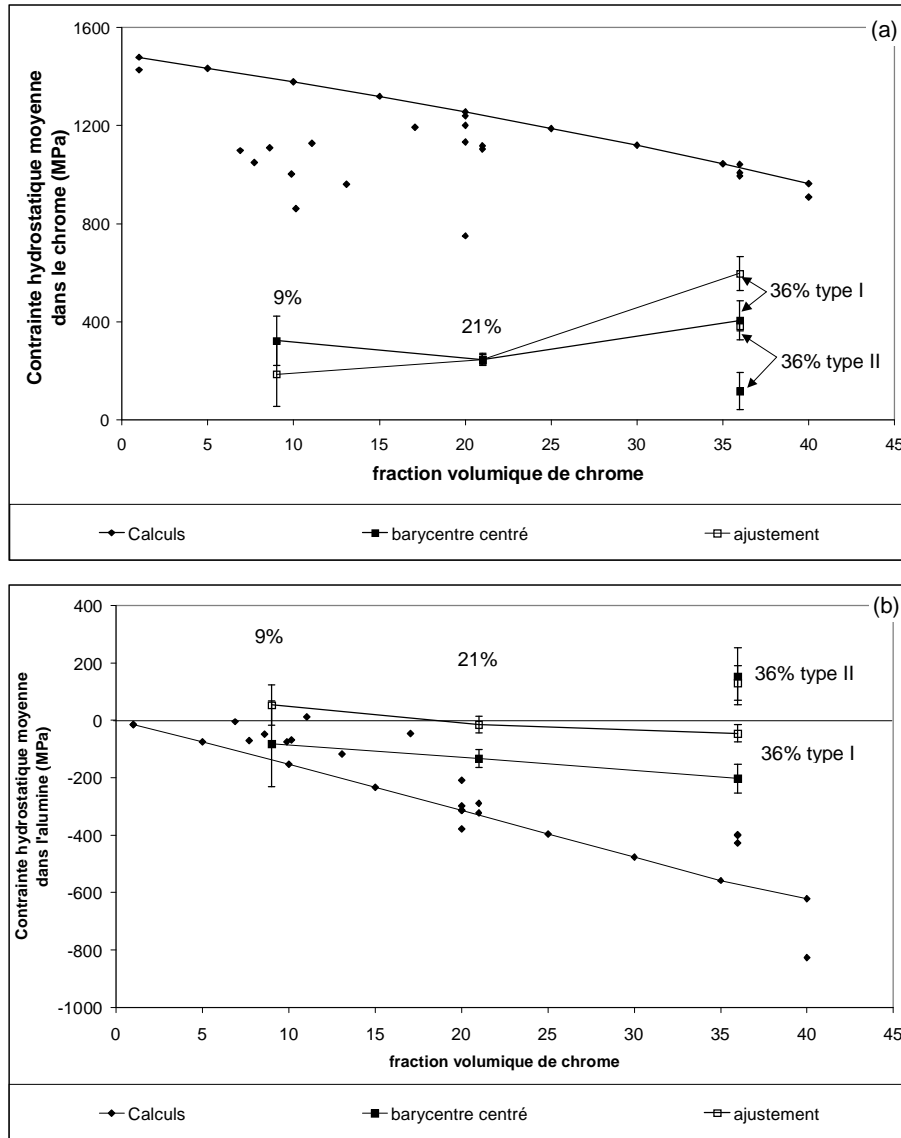 (a)
Contrainte hydrostatique moyenne
dans le chrome (MPa)
1600
1200
800
400
0
0 5 10 15 20 25 30 35 40 45
9%
21%
36% type I
36% type II
fraction volumique de chrome
Calculs barycentre centré ajustement
(b)
Contrainte hydrostatique moyenne
dans l'alumine (MPa)
400
200
0
-200
-400
-600
-800
-1000
0 5 10 15 20 25 30 35 40 45
9%
21%
36% type II
36% type I
fraction volumique de chrome
Calculs barycentre centré ajustement